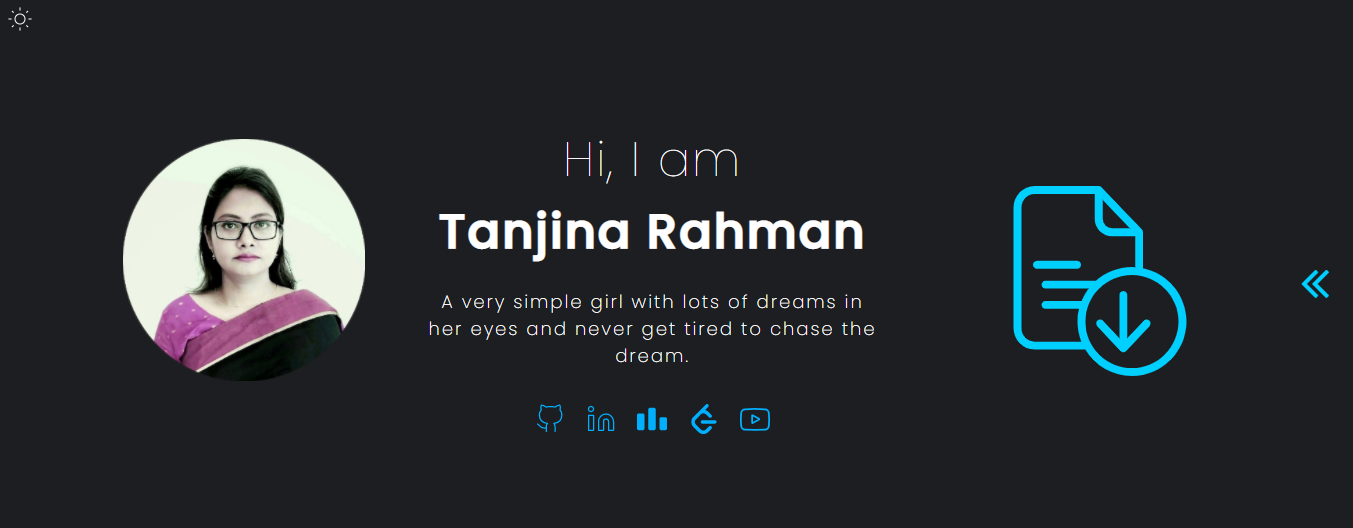 Hi, I am
Tanjina Rahman
A very simple girl with lots of dreams in
her eyes and never get tired to chase the
dream.